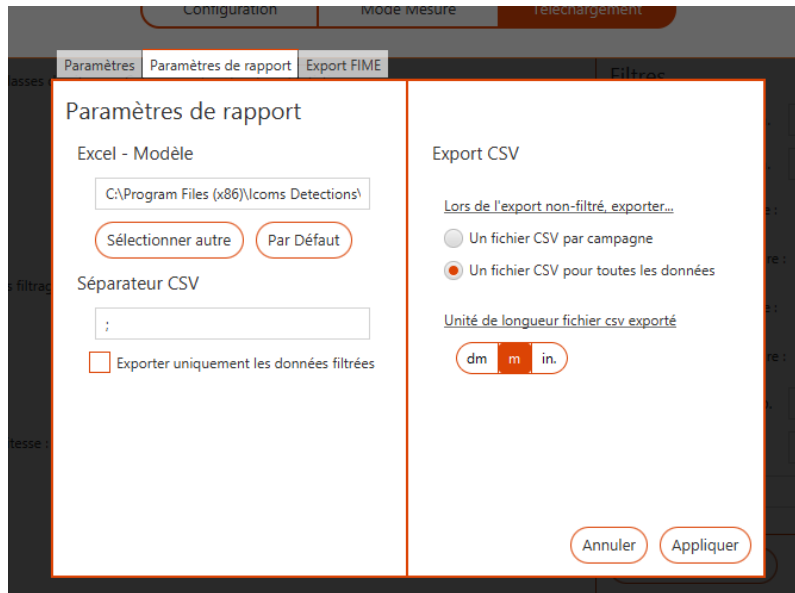 Configuration
Mode Mesure
Téléchargement
Paramètres
Paramètres de rapport
Export FIME
Filtres
Paramètres de rapport
Excel - Modèle
C:\Program Files (x86)\Icoms Detections\
Sélectionner autre
Par Défaut
Séparateur CSV
;
Exporter uniquement les données filtrées
Export CSV
Lors de l'export non-filtré, exporter...
Un fichier CSV par campagne
Un fichier CSV pour toutes les données
Unité de longueur fichier csv exporté
dm
m
in.
Annuler
Appliquer